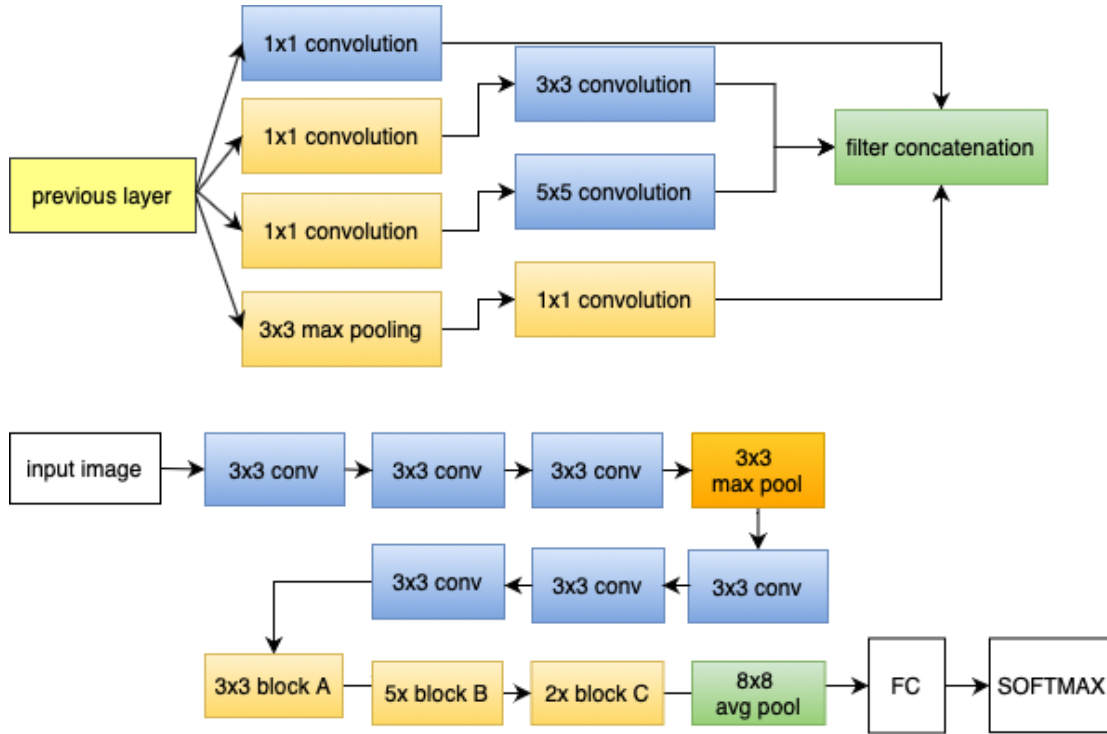 1x1 convolution
3x3 convolution
1x1 convolution
filter concatenation
previous layer
5x5 convolution
1x1 convolution
1x1 convolution
3x3 max pooling
input image
3x3 conv
3x3 conv
3x3 conv
3x3
max pool
3x3 conv
3x3 conv
3x3 conv
3x3 block A
5x block B
2x block C
8x8
avg pool
FC
SOFTMAX